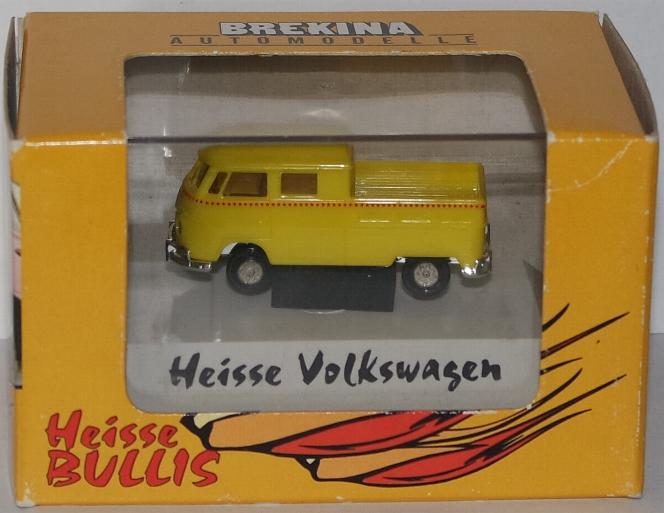 BREKINA
AUTOMODELLE
Heisse Volkswagen
Heisse
BULLIS